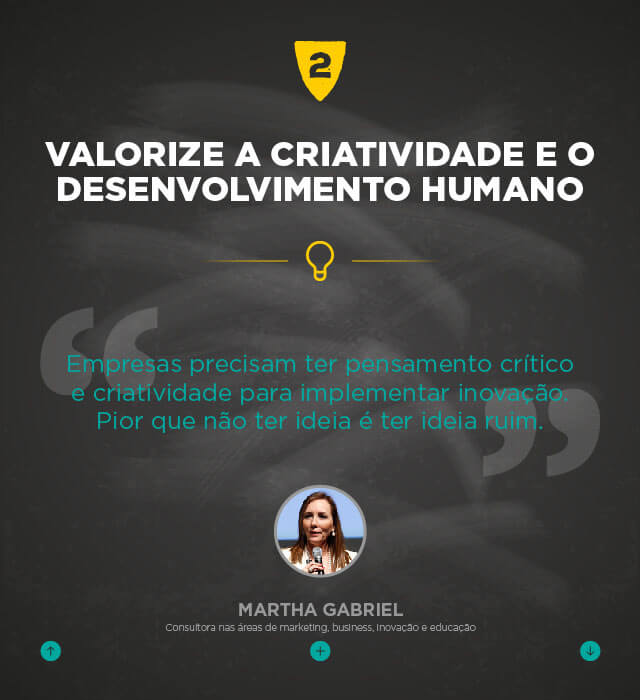 2
VALORIZE A CRIATIVIDADE E O
DESENVOLVIMENTO HUMANO
Empresas precisam ter pensamento crítico
e criatividade para implementar inovação.
Pior que não ter ideia é ter ideia ruim.
MARTHA GABRIEL
Consultora nas áreas de marketing, business, inovação e educação